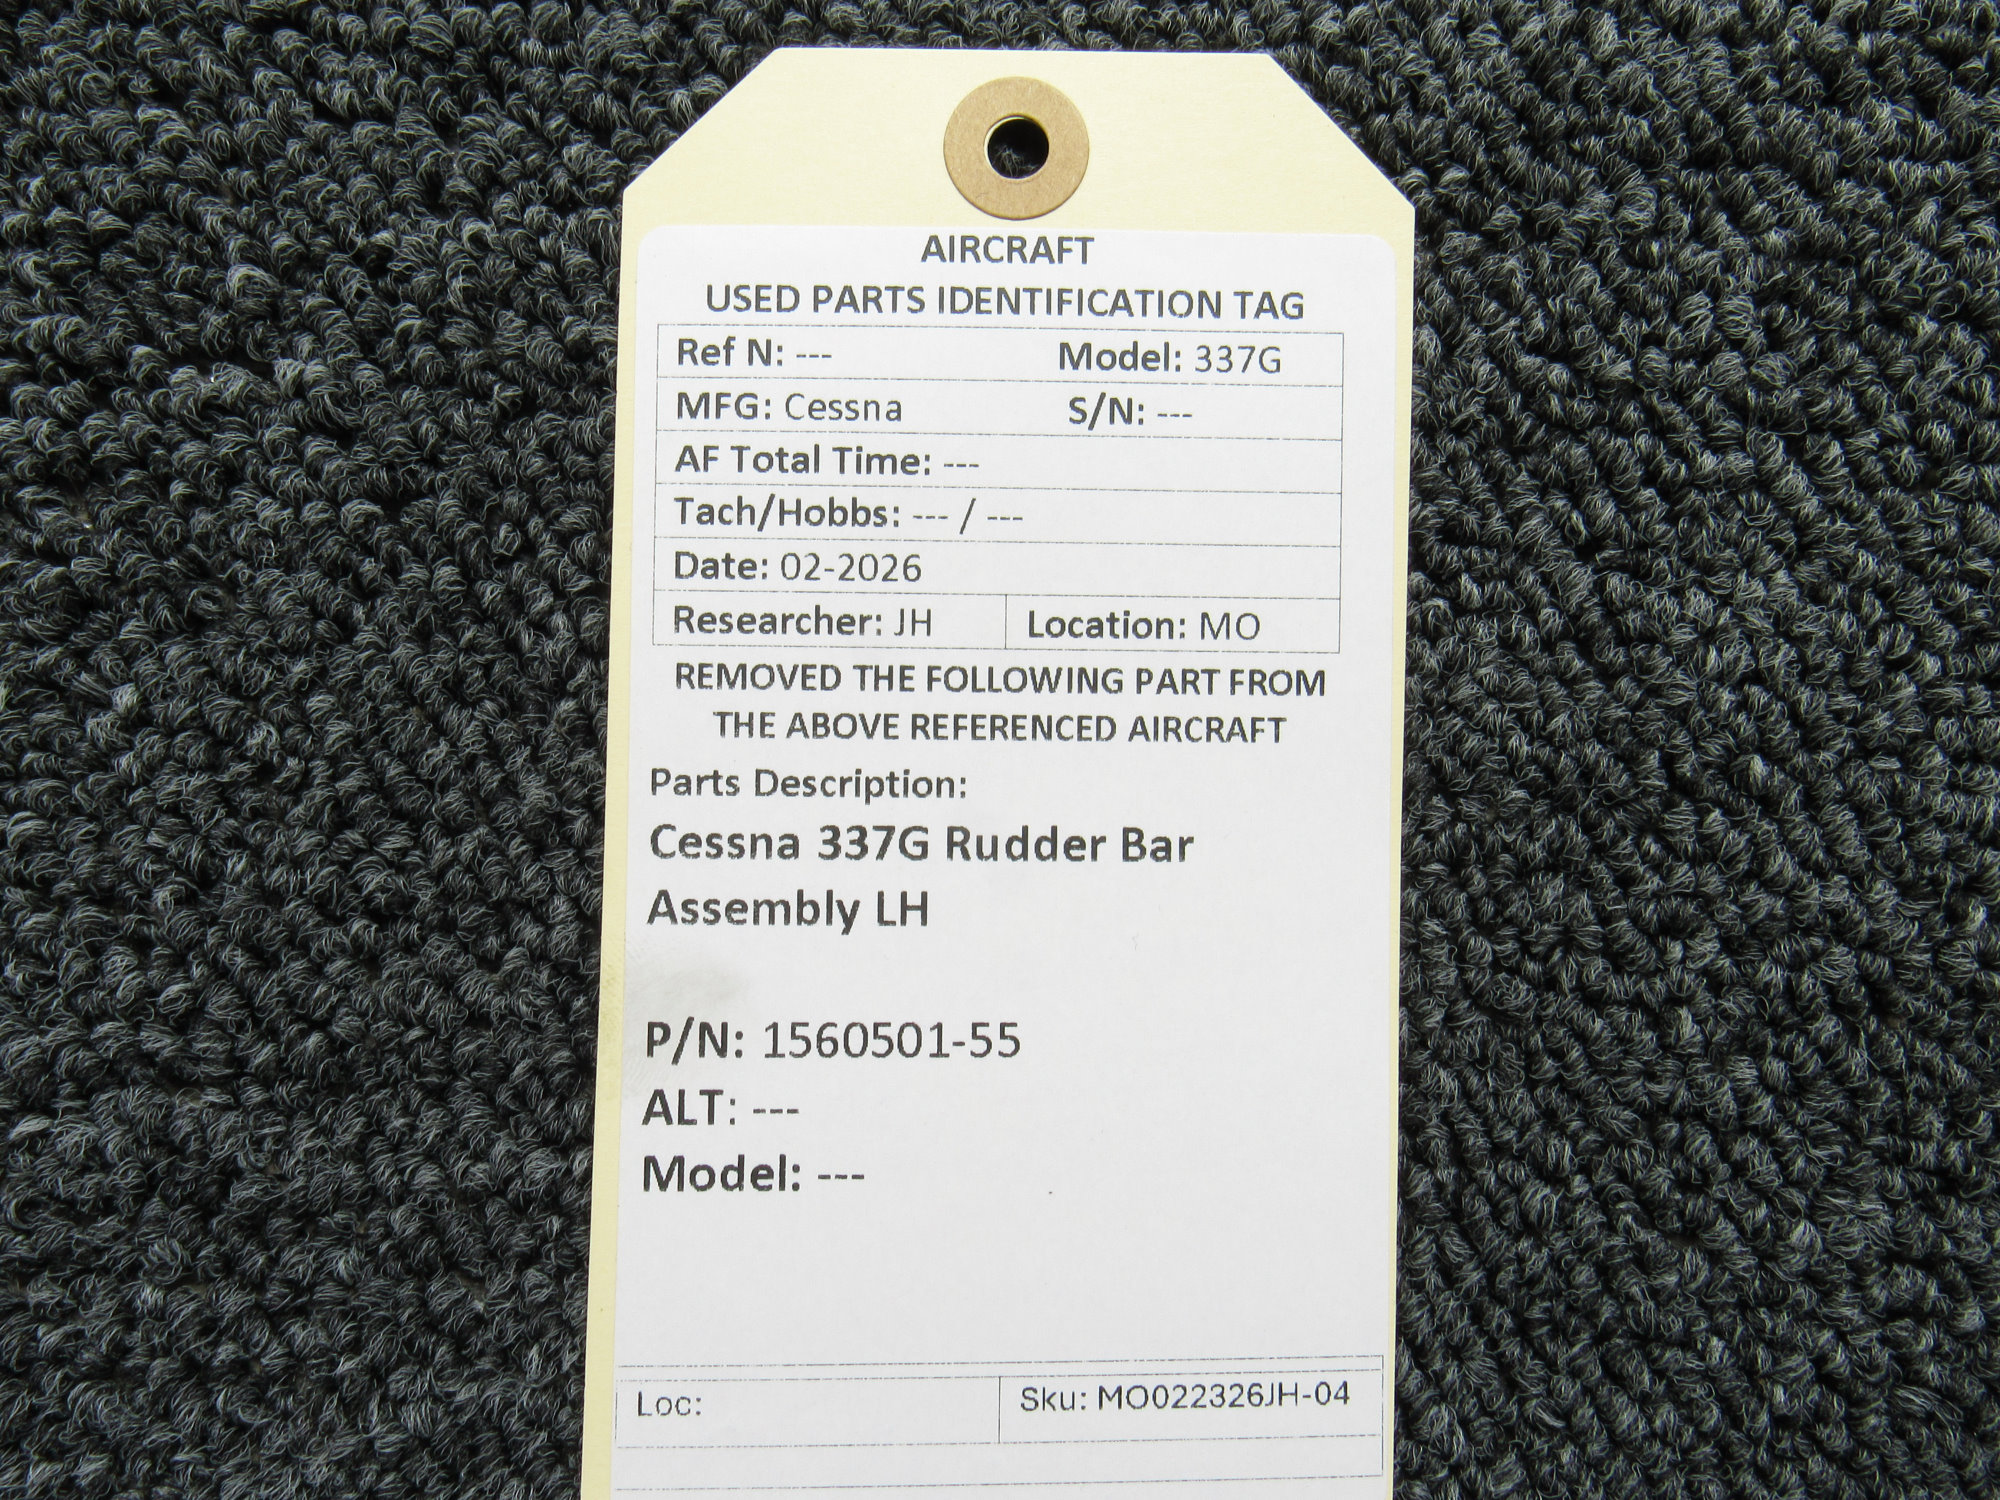 AIRCRAFT
USED PARTS IDENTIFICATION TAG
Ref N: --- Model: 337G
MFG: Cessna S/N: ---
AF Total Time: ---
Tach/Hobbs: --- / ---
Date: 02-2026
Researcher: JH Location: MO
REMOVED THE FOLLOWING PART FROM
THE ABOVE REFERENCED AIRCRAFT
Parts Description:
Cessna 337G Rudder Bar
Assembly LH
P/N: 1560501-55
ALT: ---
Model: ---
Loc: Sku: MO022326JH-04